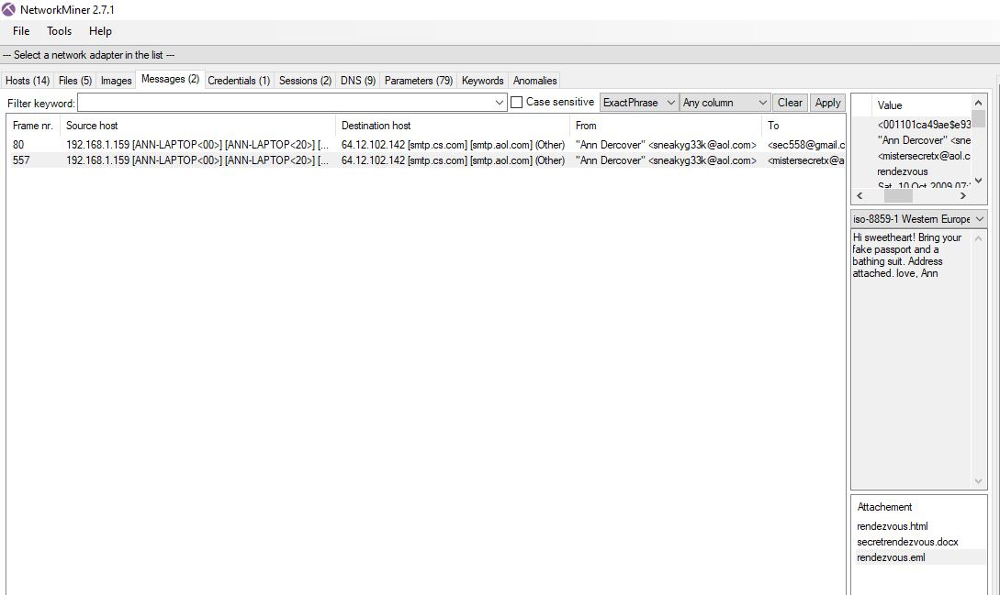 NetworkMiner 2.7.1
File Tools Help
--- Select a network adapter in the list ---
Hosts (14) Files (5) Images Messages (2) Credentials (1) Sessions (2) DNS (9) Parameters (79) Keywords Anomalies
Filter keyword: Case sensitive ExactPhrase Any column Clear Apply
Frame nr. Source host Destination host From To
80 192.168.1.159 [ANN-LAPTOP<00>] [ANN-LAPTOP<20>] [... 64.12.102.142 [smtp.cs.com] [smtp.aol.com] (Other) "Ann Dercover" <sneakyg33k@aol.com> <sec558@gmail.c
557 192.168.1.159 [ANN-LAPTOP<00>] [ANN-LAPTOP<20>] [... 64.12.102.142 [smtp.cs.com] [smtp.aol.com] (Other) "Ann Dercover" <sneakyg33k@aol.com> <mistersecretx@a
Value
<001101ca49ae$e93
"Ann Dercover" <sne
<mistersecretx@aol.c
rendezvous
Sat, 10 Oct 2009 07:
iso-8859-1 Western Europe
Hi sweetheart! Bring your
fake passport and a
bathing suit. Address
attached. love, Ann
Attachement
rendezvous.html
secretrendezvous.docx
rendezvous.eml